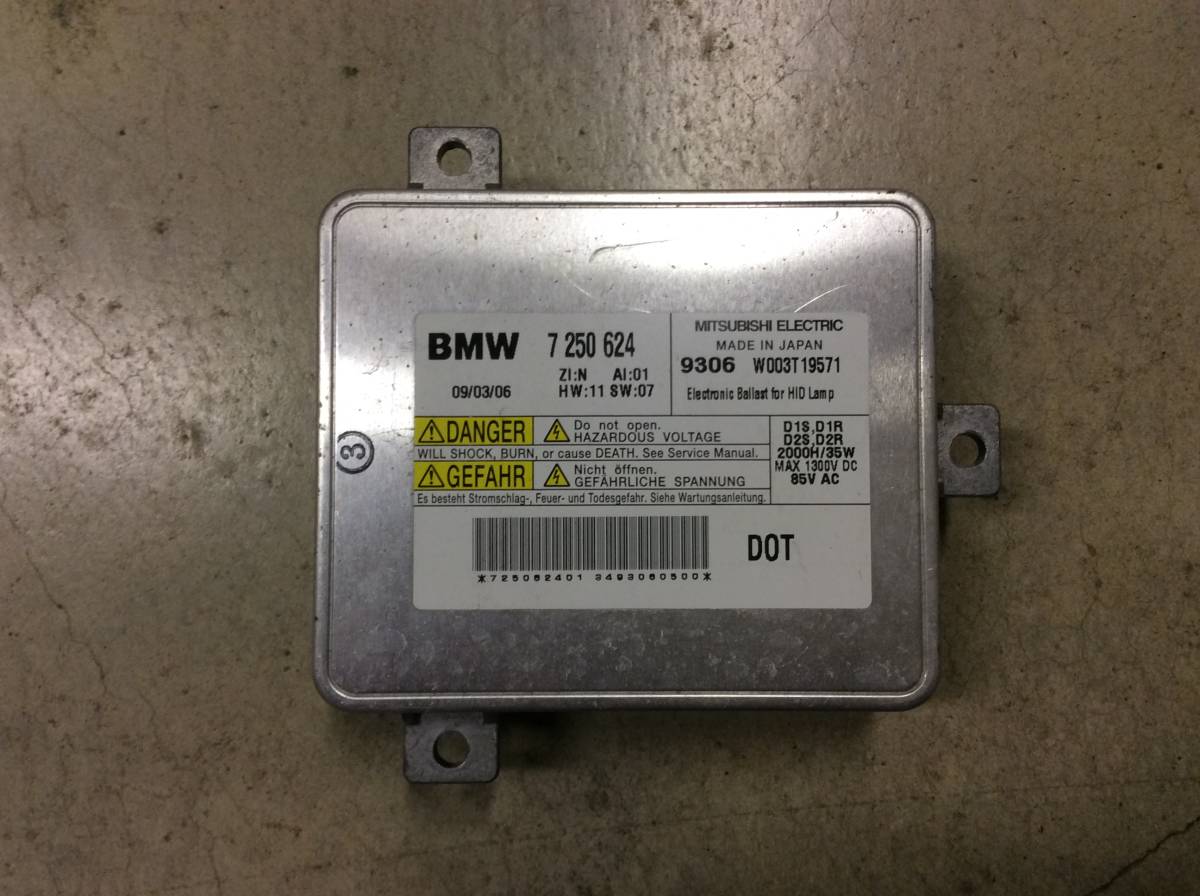 BMW 7 250 624
09/03/06
ZI:N AI:01
HW:11 SW:07
MITSUBISHI ELECTRIC
MADE IN JAPAN
9306 W003T19571
Electronic Ballast for HID Lamp
DANGER
Do not open.
HAZARDOUS VOLTAGE
WILL SHOCK, BURN, or cause DEATH. See Service Manual.
GEFAHR
Nicht öffnen.
GEFÄHRLICHE SPANNUNG
Es besteht Stromschlag-, Feuer- und Todesgefahr. Siehe Wartungsanleitung.
D1S,D1R
D2S,D2R
2000H/35W
MAX 1300V DC
85V AC
3
*725062401 3493060500*
DOT